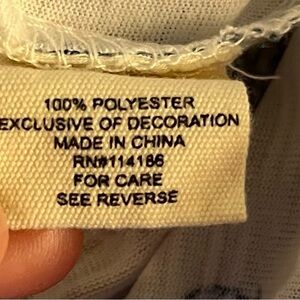 100% POLYESTER
EXCLUSIVE OF DECORATION
MADE IN CHINA
RN#114186
FOR CARE
SEE REVERSE